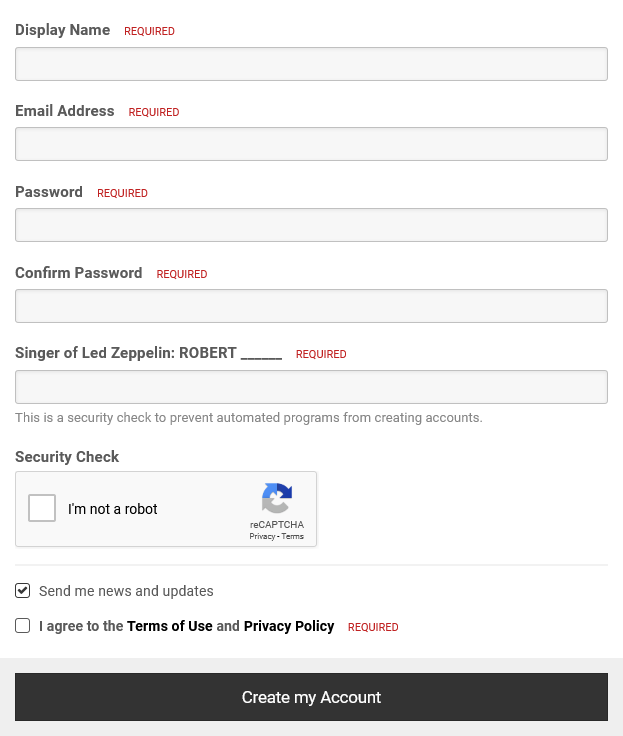 Display Name REQUIRED
Email Address REQUIRED
Password REQUIRED
Confirm Password REQUIRED
Singer of Led Zeppelin: ROBERT ______ REQUIRED
This is a security check to prevent automated programs from creating accounts.
Security Check
I'm not a robot
reCAPTCHA
Privacy - Terms
Send me news and updates
I agree to the Terms of Use and Privacy Policy REQUIRED
Create my Account